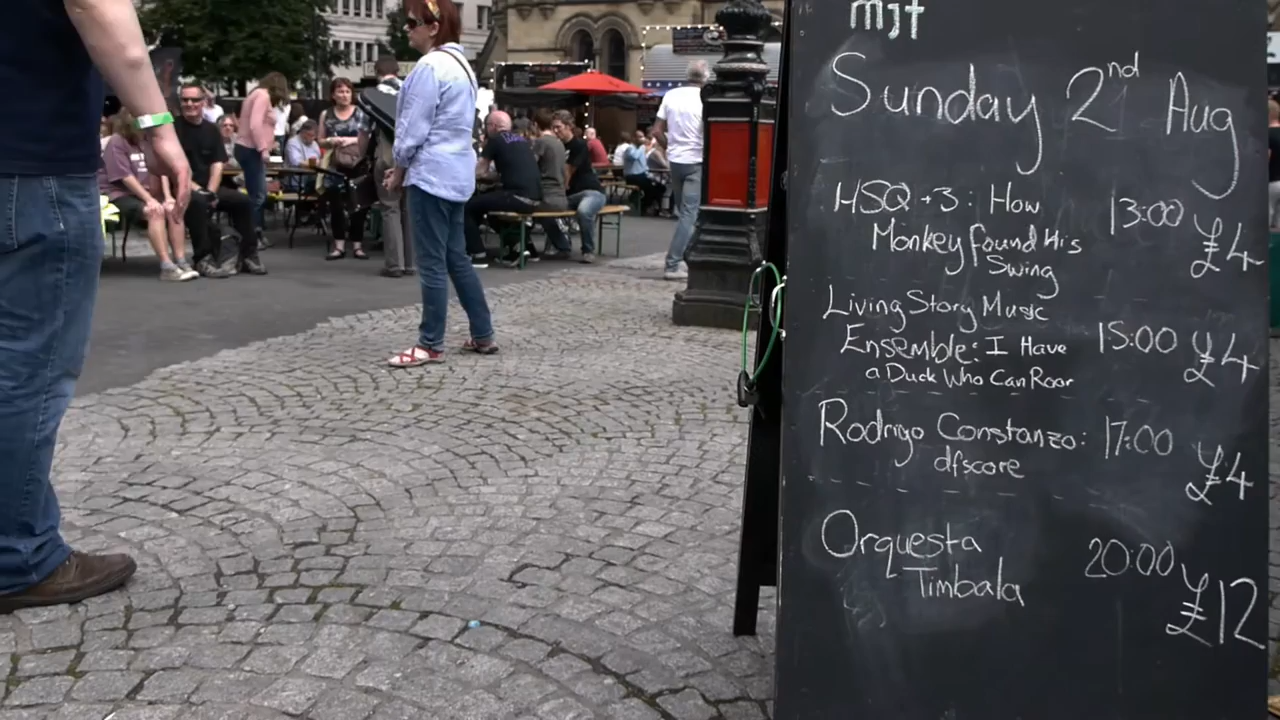 mjf
Sunday 2nd Aug
HSQ +3: How 13:00 £4
Monkey found His
Swing
Living Story Music
Ensemble: I Have 15:00 £4
a Duck Who Can Roar
Rodrigo Constanzo: 17:00 £4
dfscore
Orquesta 20:00 £12
Timbala